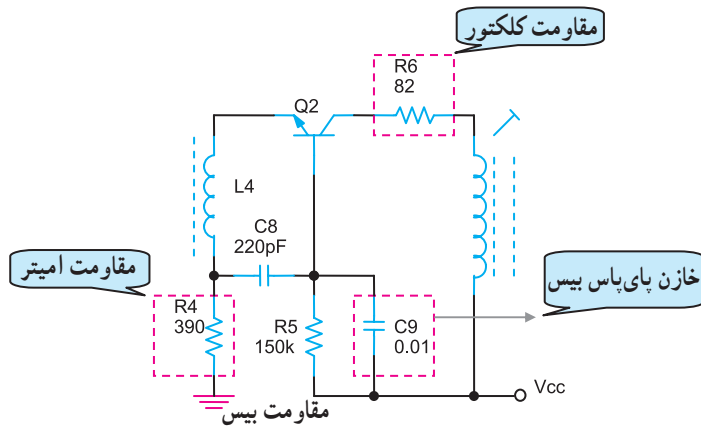 مقاومت کلکتور
R6
82
Q2
L4
C8
220pF
مقاومت امیتر
خازن پای‌پاس بیس
R4
390
R5
150k
C9
0.01
Vcc
مقاومت بیس